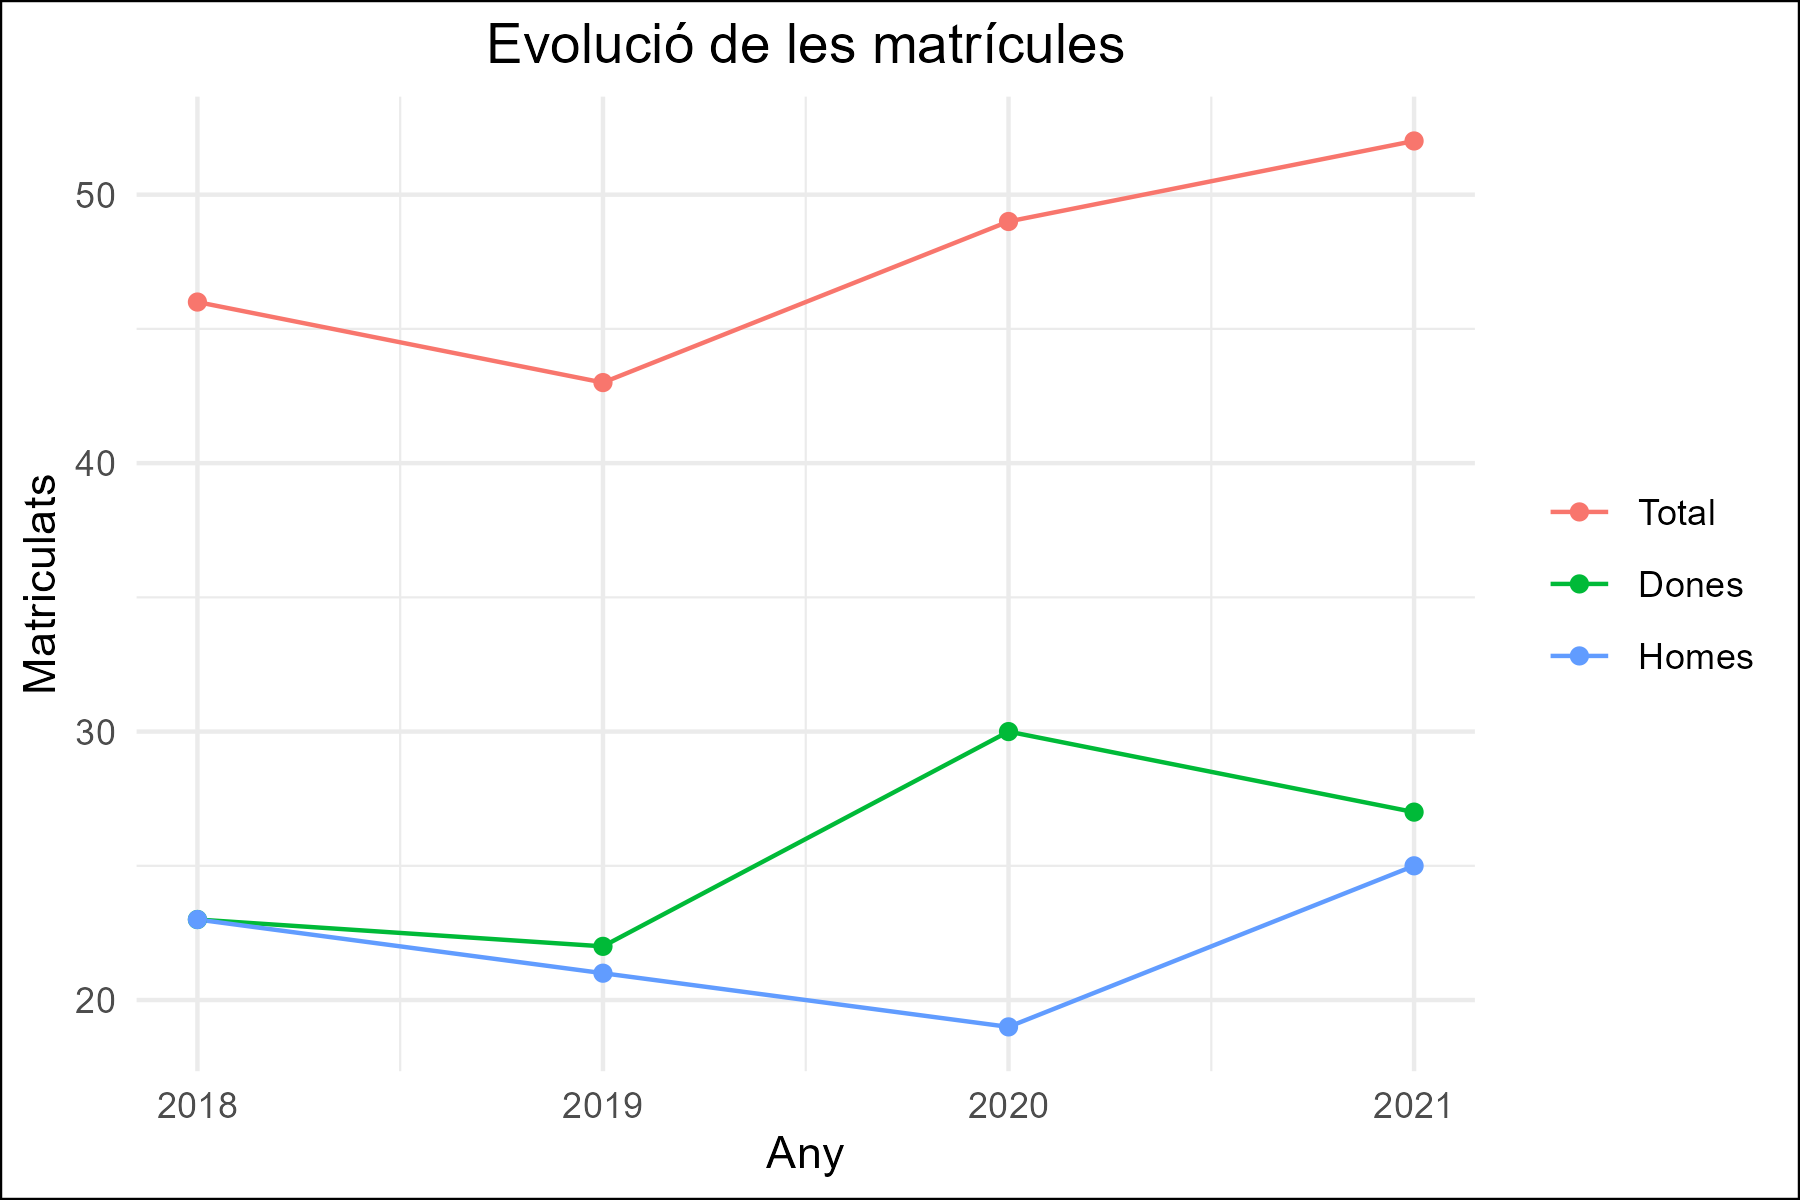 Evolució de les matrícules
Matriculats
50
40
30
20
2018
2019
2020
2021
Any
Total
Dones
Homes